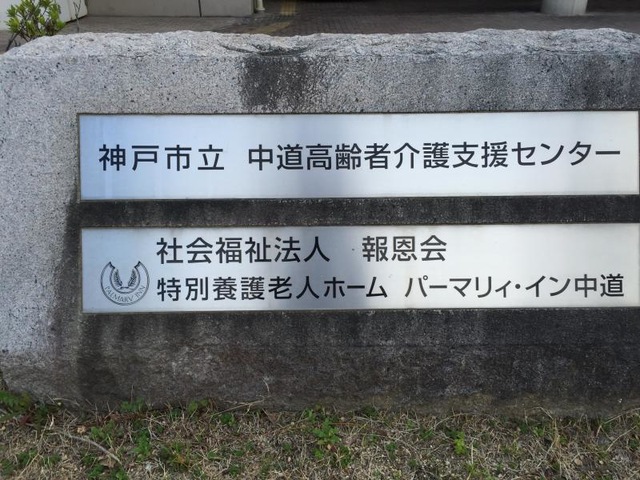 神戸市立 中道高齢者介護支援センター
社会福祉法人 報恩会
特別養護老人ホーム パーマリィ・イン中道